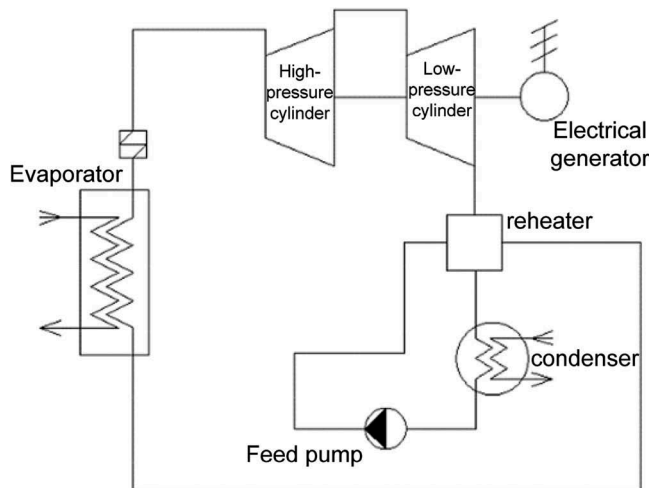 High-
pressure
cylinder
Low-
pressure
cylinder
Electrical
generator
Evaporator
reheater
condenser
Feed pump